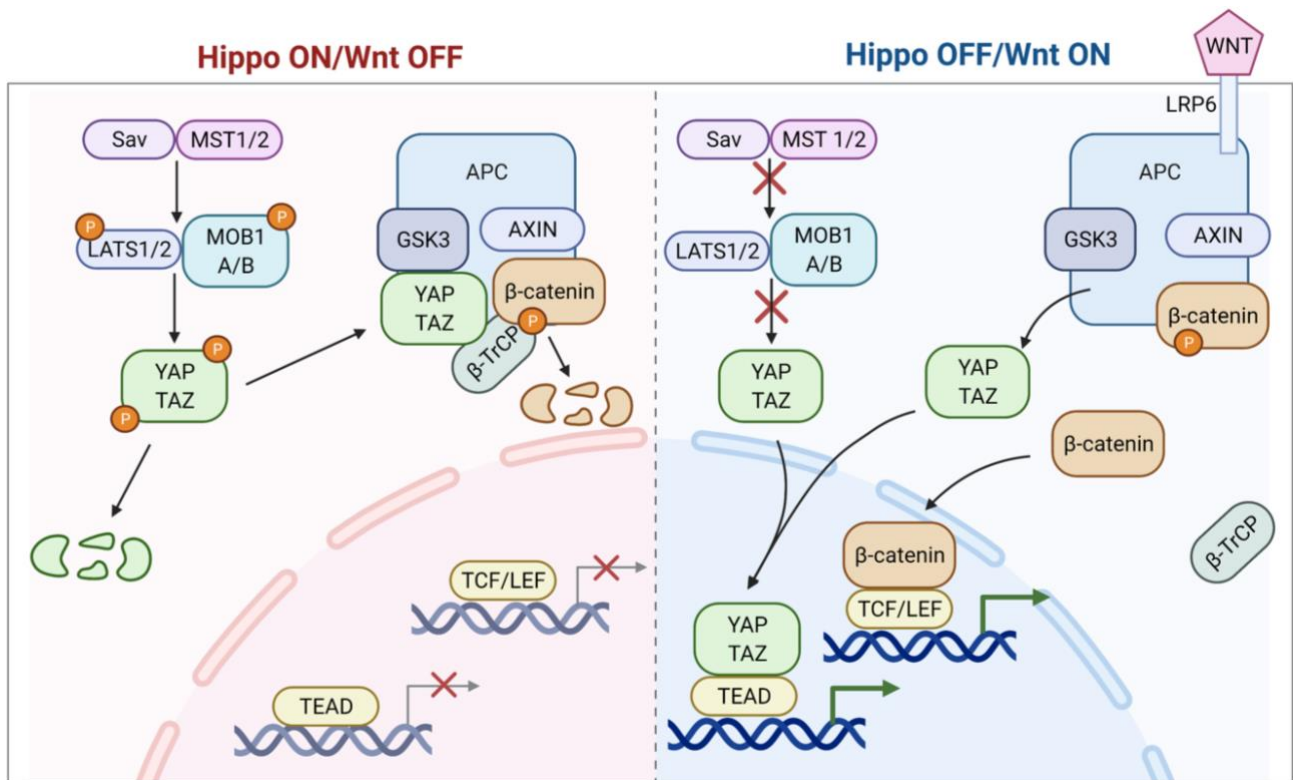 Hippo ON/Wnt OFF
Sav
MST1/2
P
LATS1/2
P
MOB1
A/B
P
YAP
TAZ
P
APC
GSK3
AXIN
YAP
TAZ
β-catenin
P
β-TrCP
TCF/LEF
TEAD
Hippo OFF/Wnt ON
WNT
LRP6
Sav
MST 1/2
LATS1/2
MOB1
A/B
YAP
TAZ
APC
GSK3
AXIN
β-catenin
P
YAP
TAZ
β-catenin
β-TrCP
β-catenin
TCF/LEF
YAP
TAZ
TEAD